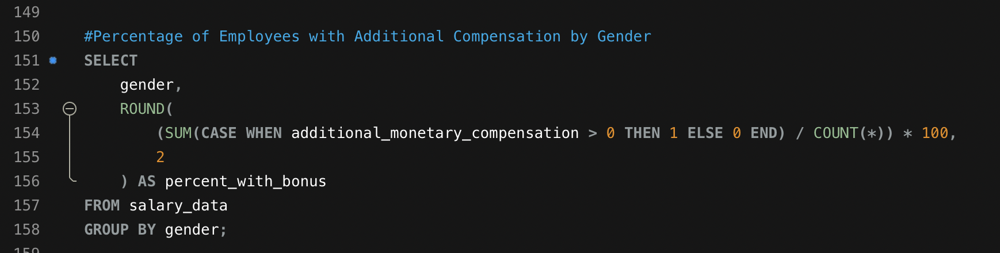 149
150 #Percentage of Employees with Additional Compensation by Gender
151 SELECT
152 gender,
153 ROUND(
154 (SUM(CASE WHEN additional_monetary_compensation > 0 THEN 1 ELSE 0 END) / COUNT(*)) * 100,
155 2
156 ) AS percent_with_bonus
157 FROM salary_data
158 GROUP BY gender;
159